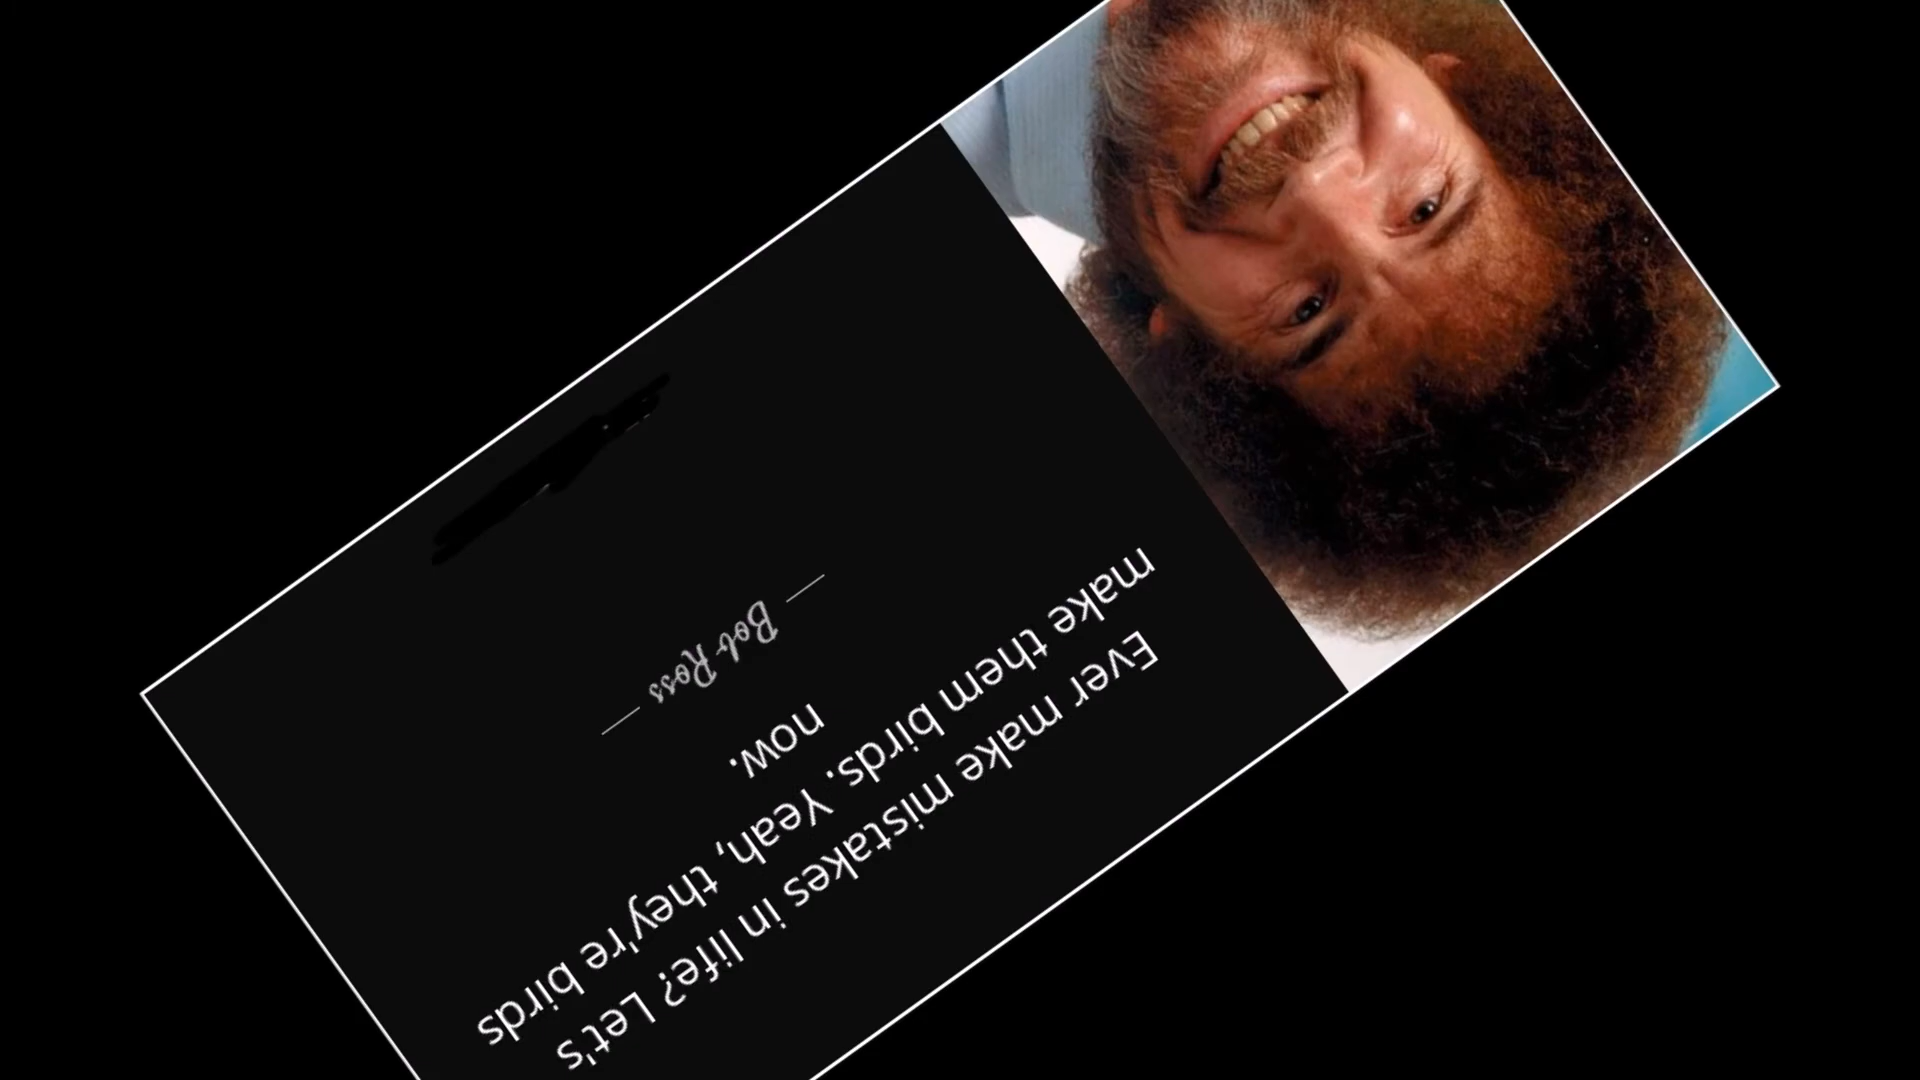 Ever make mistakes in life? Let's
make them birds. Yeah, they're birds
now.
Bob Ross